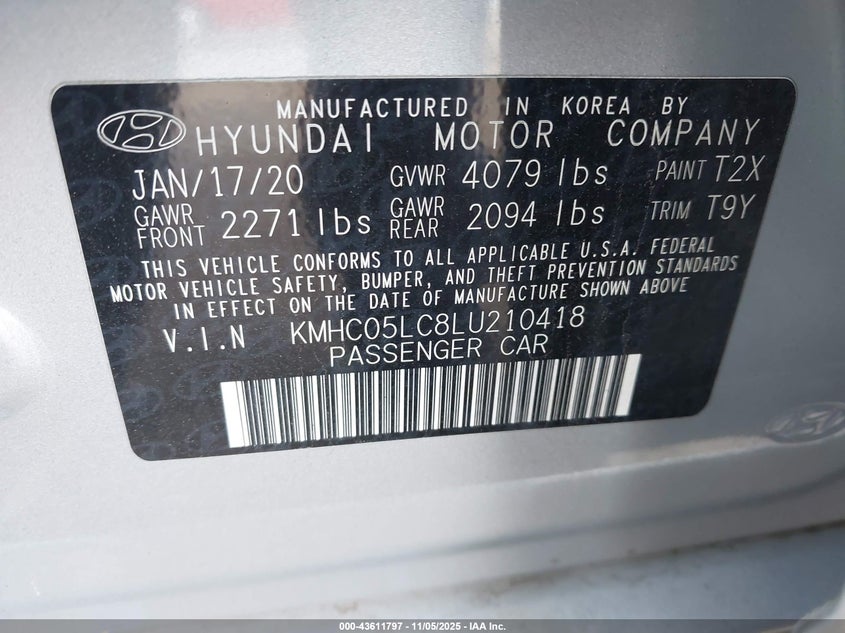 MANUFACTURED IN KOREA BY
HYUNDAI MOTOR COMPANY
JAN/17/20 GVWR 4079 lbs PAINT T2X
GAWR FRONT 2271 lbs GAWR REAR 2094 lbs TRIM T9Y
THIS VEHICLE CONFORMS TO ALL APPLICABLE U.S.A. FEDERAL
MOTOR VEHICLE SAFETY, BUMPER, AND THEFT PREVENTION STANDARDS
IN EFFECT ON THE DATE OF MANUFACTURE SHOWN ABOVE
V.I.N KMHC05LC8LU210418
PASSENGER CAR
000-43611797 - 11/05/2025 - IAA Inc.